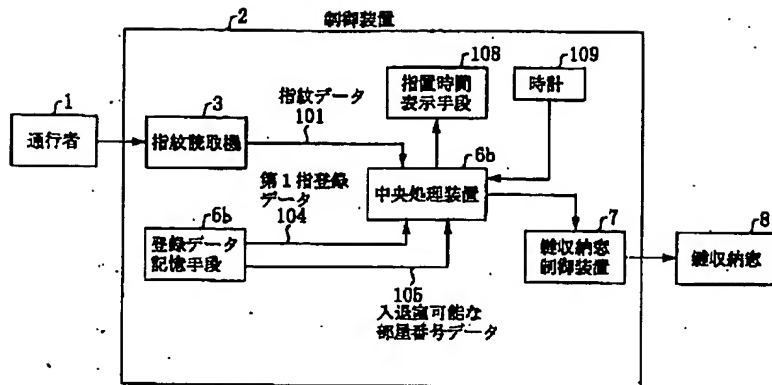 2
制御装置
108
指置時間
表示手段
109
時計
1
通行者
3
指紋読取機
指紋データ
101
6b
中央処理装置
第1指登録
データ
104
6b
登録データ
記憶手段
105
入退室可能な
部屋番号データ
7
鍵収納窓
制御装置
8
鍵収納窓